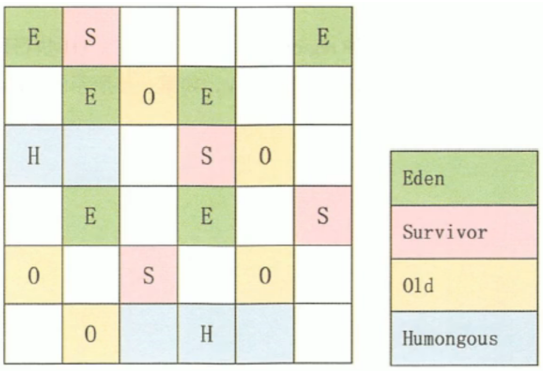 E S E
E O E
H S O
E E S
O S O
O H
Eden
Survivor
Old
Humongous